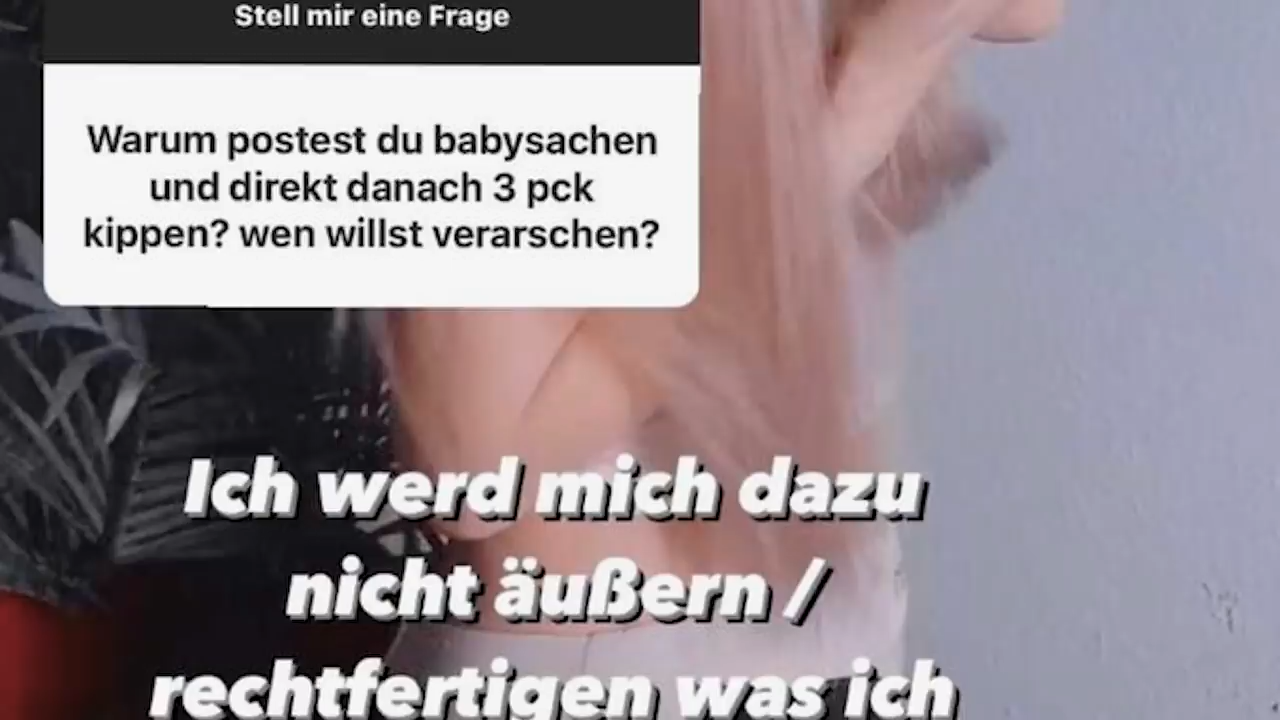 Stell mir eine Frage
Warum postest du babysachen
und direkt danach 3 pck
kippen? wen willst verarschen?
Ich werd mich dazu
nicht äußern /
rechtfertigen was ich